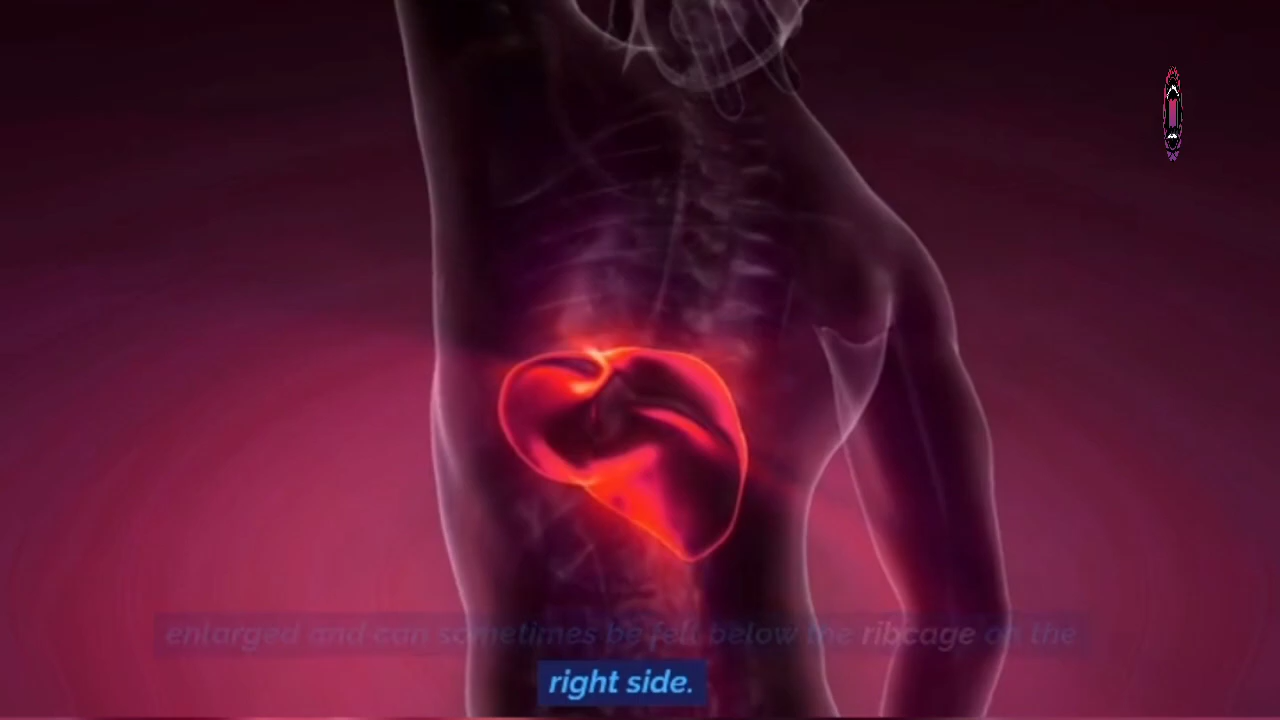 enlarged and can sometimes be felt below the ribcage on the
right side.